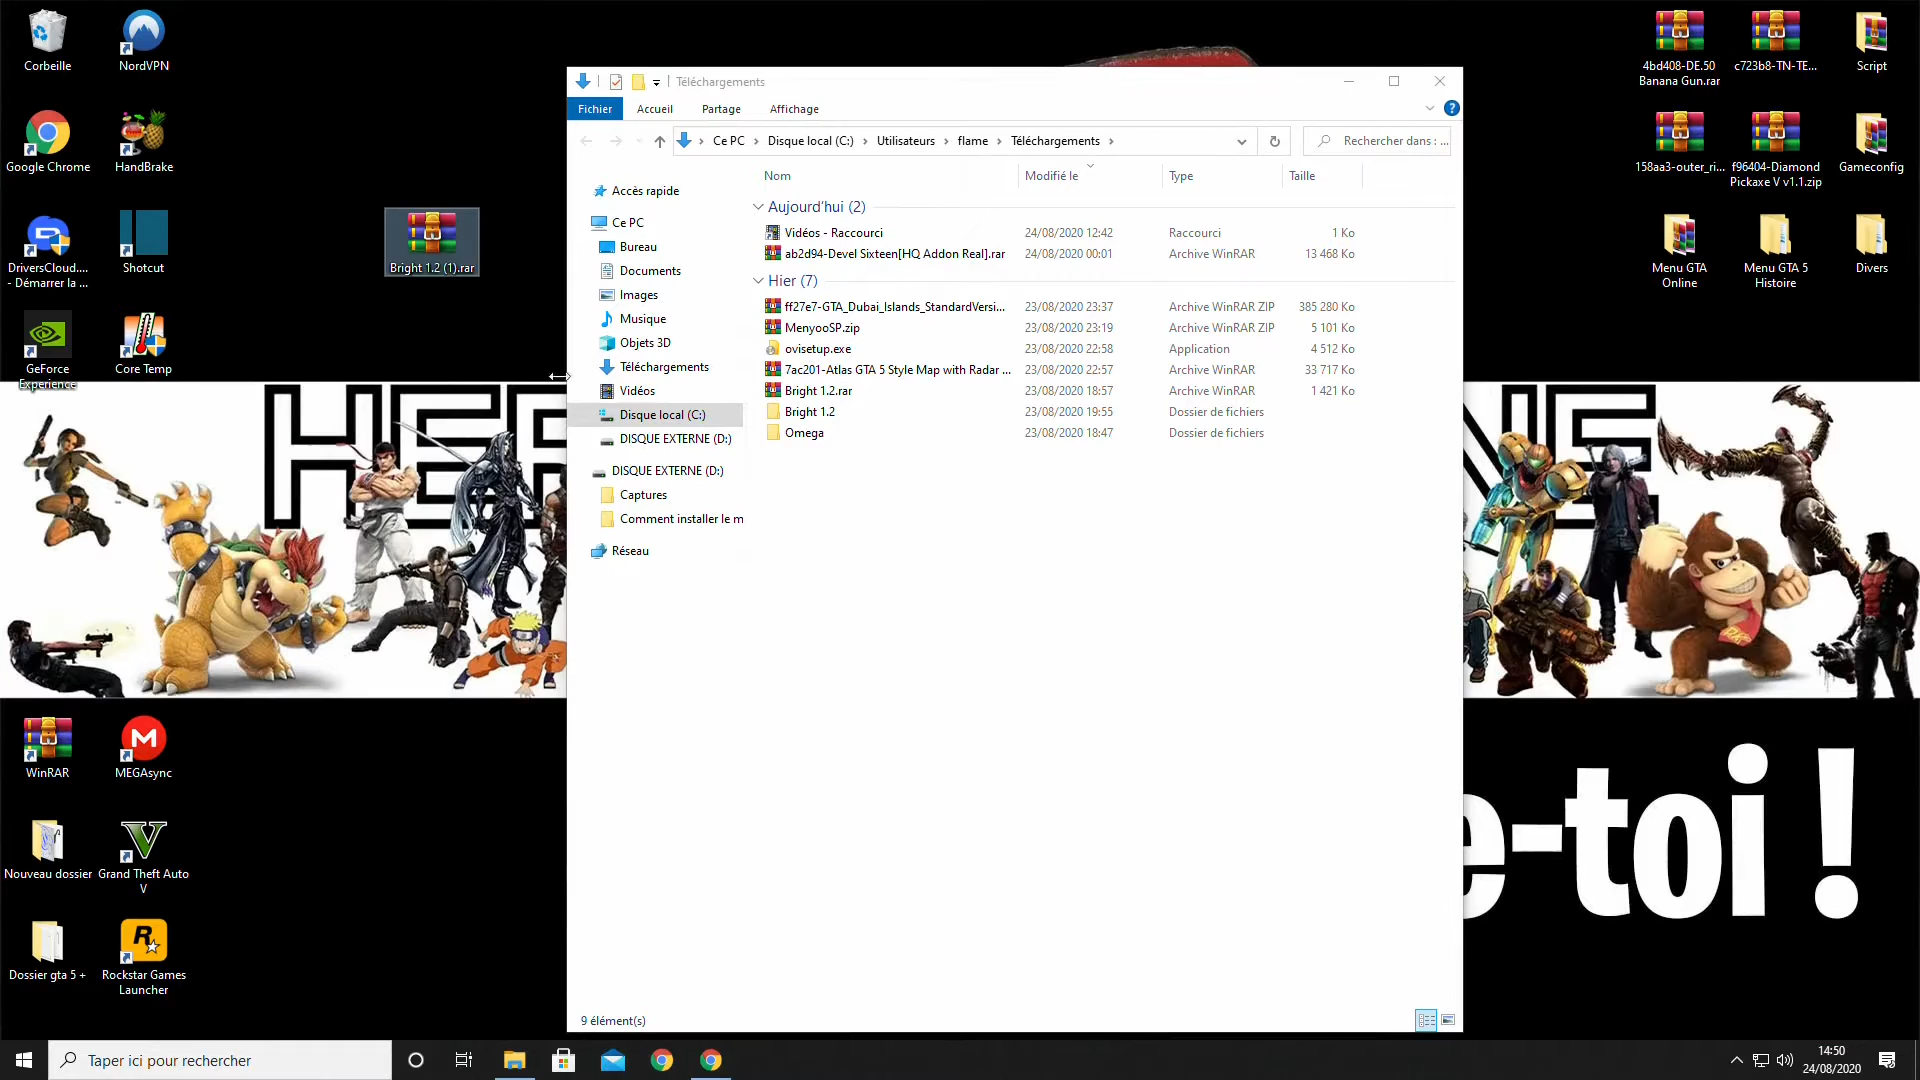 Corbeille
NordVPN
4bd408-DE.50
Banana Gun.rar
c723b8-TN-TE...
Script
Google Chrome
HandBrake
158aa3-outer_ri...
f96404-Diamond
Pickaxe V v1.1.zip
Gameconfig
DriversCloud....
- Démarrer la ...
Shotcut
Bright 1.2 (1).rar
Menu GTA
Online
Menu GTA 5
Histoire
Divers
GeForce
Experience
Core Temp
WinRAR
MEGAsync
Nouveau dossier
Grand Theft Auto
V
Dossier gta 5 +
Rockstar Games
Launcher
Téléchargements
Fichier
Accueil
Partage
Affichage
Ce PC
Disque local (C:)
Utilisateurs
flame
Téléchargements
Rechercher dans : ...
Nom
Modifié le
Type
Taille
Accès rapide
Ce PC
Bureau
Documents
Images
Musique
Objets 3D
Téléchargements
Vidéos
Disque local (C:)
DISQUE EXTERNE (D:)
DISQUE EXTERNE (D:)
Captures
Comment installer le m
Réseau
Aujourd'hui (2)
Vidéos - Raccourci 24/08/2020 12:42 Raccourci 1 Ko
ab2d94-Devel Sixteen[HQ Addon Real].rar 24/08/2020 00:01 Archive WinRAR 13 468 Ko
Hier (7)
ff27e7-GTA_Dubai_Islands_StandardVersi... 23/08/2020 23:37 Archive WinRAR ZIP 385 280 Ko
MenyooSP.zip 23/08/2020 23:19 Archive WinRAR ZIP 5 101 Ko
ovisetup.exe 23/08/2020 22:58 Application 4 512 Ko
7ac201-Atlas GTA 5 Style Map with Radar ... 23/08/2020 22:57 Archive WinRAR 33 717 Ko
Bright 1.2.rar 23/08/2020 18:57 Archive WinRAR 1 421 Ko
Bright 1.2 23/08/2020 19:55 Dossier de fichiers
Omega 23/08/2020 18:47 Dossier de fichiers
9 élément(s)
HE
NE
e-toi !
Taper ici pour rechercher
14:50
24/08/2020